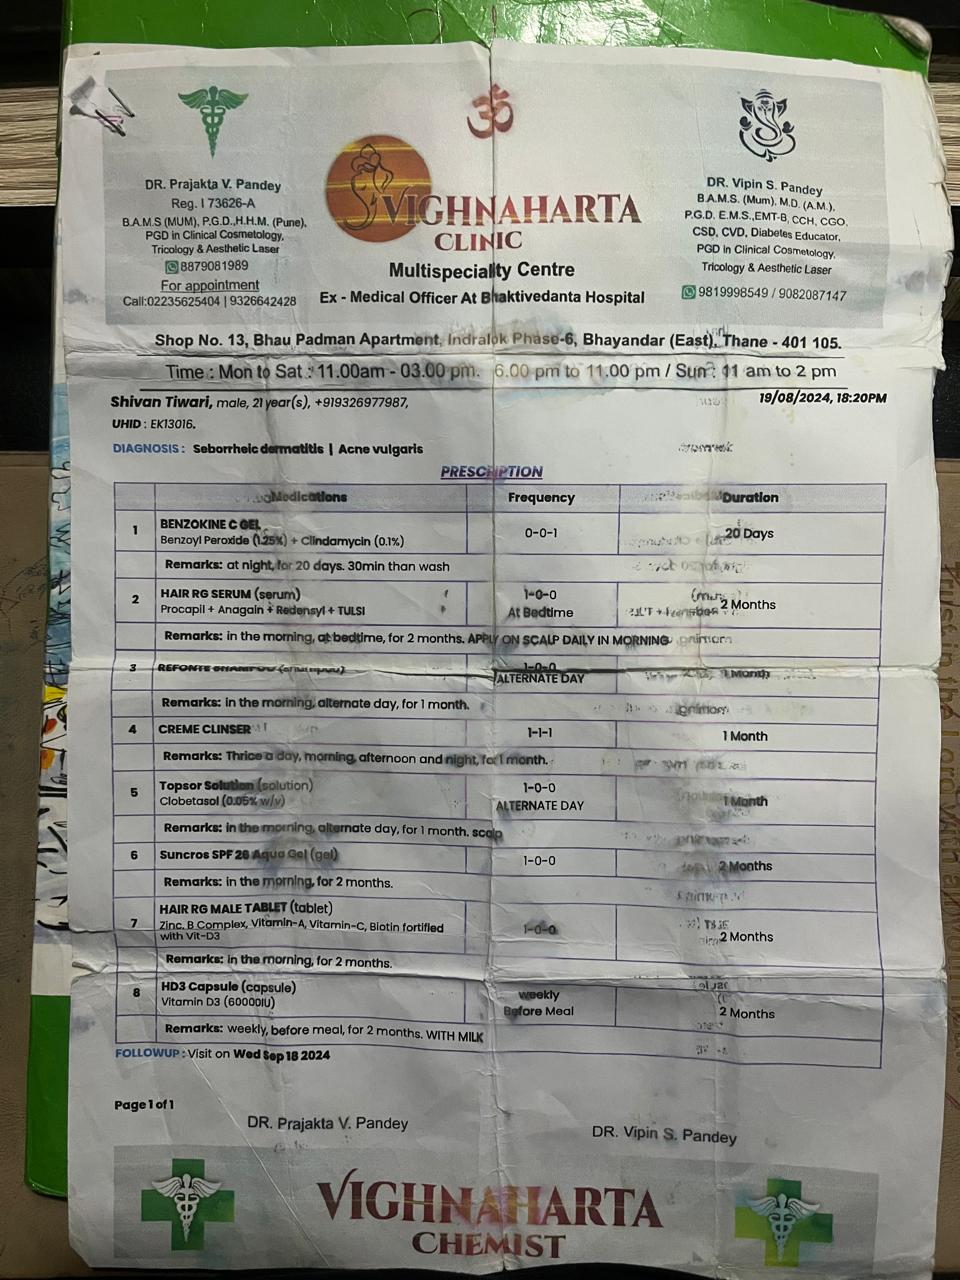 DR. Prajakta V. Pandey
Reg. I 73626-A
B.A.M.S (MUM), P.G.D.,H.H.M. (Pune),
PGD in Clinical Cosmetology,
Tricology & Aesthetic Laser
8879081989
For appointment
Call:02235625404 | 9326642428
ॐ
VIGHNAHARTA
CLINIC
Multispeciality Centre
Ex - Medical Officer At Bhaktivedanta Hospital
DR. Vipin S. Pandey
B.A.M.S. (Mum), M.D. (A.M.),
P.G.D. E.M.S.,EMT-B, CCH, CGO,
CSD, CVD, Diabetes Educator,
PGD in Clinical Cosmetology,
Tricology & Aesthetic Laser
9819998549 / 9082087147
Shop No. 13, Bhau Padman Apartment, Indralok Phase-6, Bhayandar (East), Thane - 401 105.
Time : Mon to Sat : 11.00am - 03.00 pm. 6.00 pm to 11.00 pm / Sun : 11 am to 2 pm
Shivan Tiwari, male, 21 year(s), +919326977987, 19/08/2024, 18:20PM
UHID : EK13016.
DIAGNOSIS : Seborrheic dermatitis | Acne vulgaris
PRESCRIPTION
Medications Frequency Duration
1 BENZOKINE C GEL 0-0-1 20 Days
Benzoyl Peroxide (1.25%) + Clindamycin (0.1%)
Remarks: at night, for 20 days. 30min than wash
2 HAIR RG SERUM (serum) 1-0-0 2 Months
Procapil + Anagain + Redensyl + TULSI At Bedtime
Remarks: in the morning, at bedtime, for 2 months. APPLY ON SCALP DAILY IN MORNING
3 1-0-0 1 Month
ALTERNATE DAY
Remarks: in the morning, alternate day, for 1 month.
4 CREME CLINSER 1-1-1 1 Month
Remarks: Thrice a day, morning, afternoon and night, for 1 month.
5 Topsor Solution (solution) 1-0-0 1 Month
Clobetasol (0.05% w/v) ALTERNATE DAY
Remarks: in the morning, alternate day, for 1 month. scalp
6 Suncros SPF 26 Aqua Gel (gel) 1-0-0 2 Months
Remarks: in the morning, for 2 months.
7 HAIR RG MALE TABLET (tablet) 1-0-0 2 Months
Zinc, B Complex, Vitamin-A, Vitamin-C, Biotin fortified
with Vit-D3
Remarks: in the morning, for 2 months.
8 HD3 Capsule (capsule) weekly 2 Months
Vitamin D3 (60000IU) Before Meal
Remarks: weekly, before meal, for 2 months. WITH MILK
FOLLOWUP : Visit on Wed Sep 18 2024
Page 1 of 1
DR. Prajakta V. Pandey
DR. Vipin S. Pandey
VIGHNAHARTA
CHEMIST